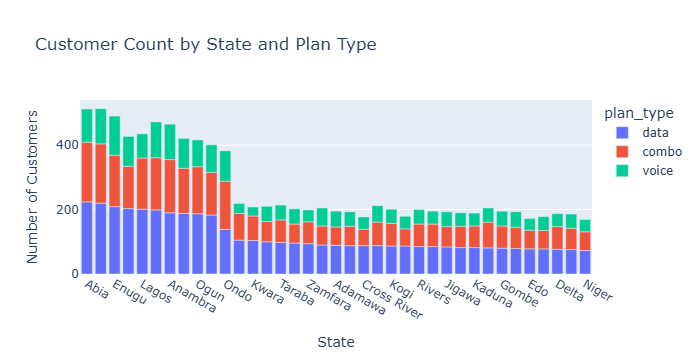 Customer Count by State and Plan Type
plan_type
data
combo
voice
Number of Customers
400
200
0
Abia
Enugu
Lagos
Anambra
Ogun
Ondo
Kwara
Taraba
Zamfara
Adamawa
Cross River
Kogi
Rivers
Jigawa
Kaduna
Gombe
Edo
Delta
Niger
State